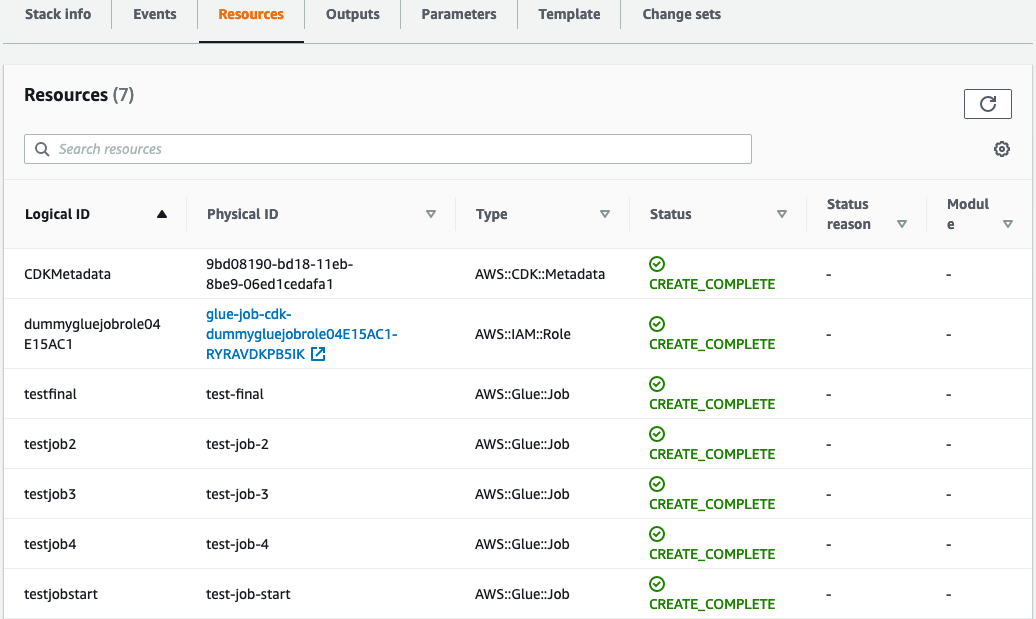 Stack info Events Resources Outputs Parameters Template Change sets
Resources (7)
Search resources
Logical ID Physical ID Type Status Status reason Modul e
CDKMetadata 9bd08190-bd18-11eb- AWS::CDK::Metadata CREATE_COMPLETE - -
8be9-06ed1cedafa1
dummygluejobrole04 glue-job-cdk- AWS::IAM::Role CREATE_COMPLETE - -
E15AC1 dummygluejobrole04E15AC1-
RYRAVDKPB5IK
testfinal test-final AWS::Glue::Job CREATE_COMPLETE - -
testjob2 test-job-2 AWS::Glue::Job CREATE_COMPLETE - -
testjob3 test-job-3 AWS::Glue::Job CREATE_COMPLETE - -
testjob4 test-job-4 AWS::Glue::Job CREATE_COMPLETE - -
testjobstart test-job-start AWS::Glue::Job CREATE_COMPLETE - -